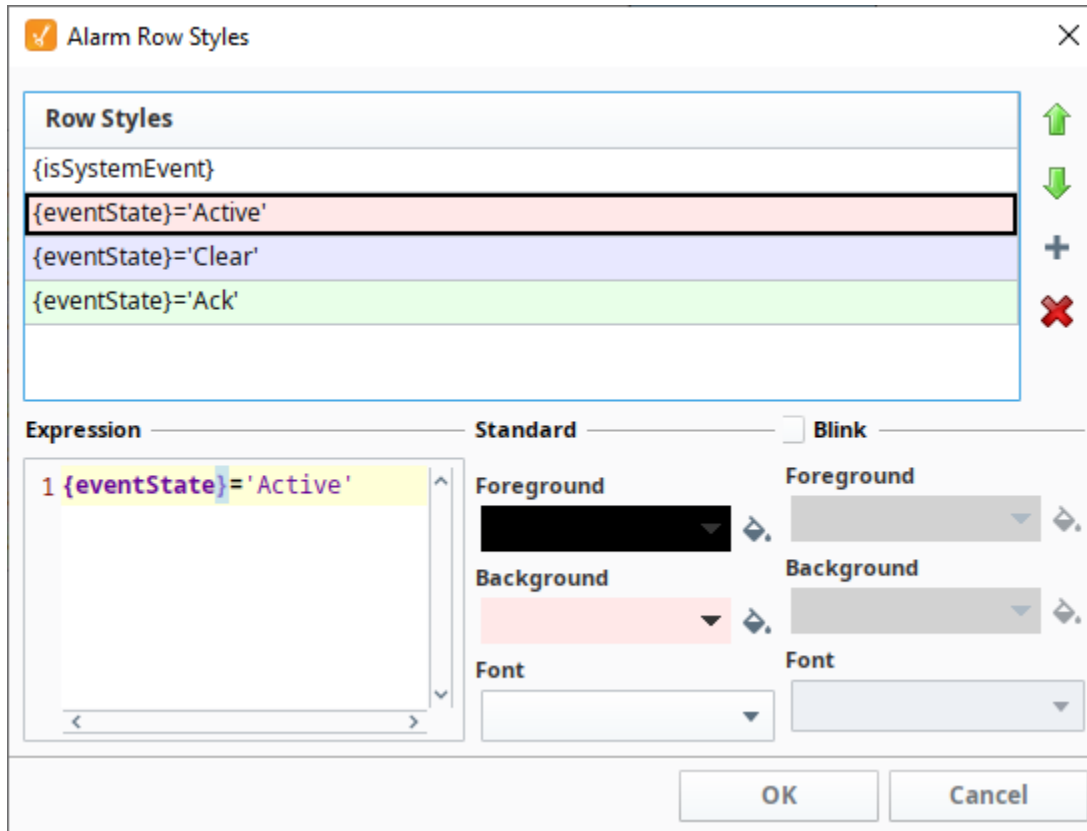 Alarm Row Styles
Row Styles
{isSystemEvent}
{eventState}='Active'
{eventState}='Clear'
{eventState}='Ack'
Expression
Standard
Blink
1 {eventState}='Active'
Foreground
Foreground
Background
Background
Font
Font
OK
Cancel